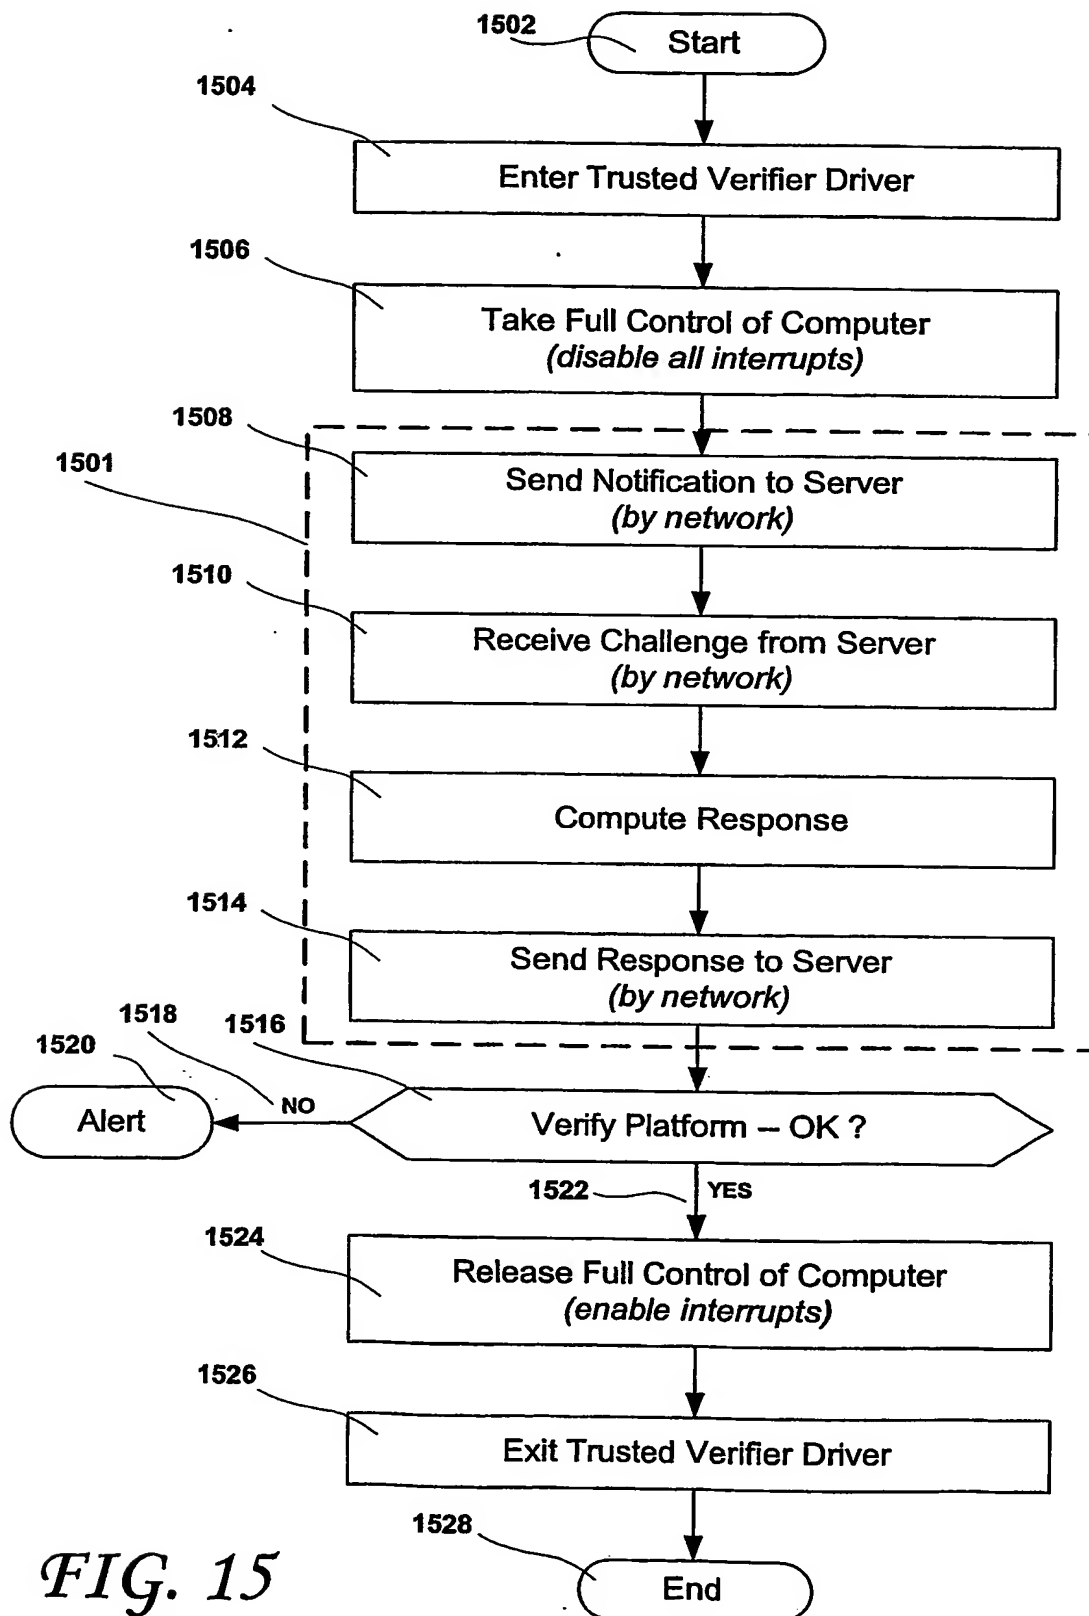 1502
Start
1504
Enter Trusted Verifier Driver
1506
Take Full Control of Computer
(disable all interrupts)
1508
1501
Send Notification to Server
(by network)
1510
Receive Challenge from Server
(by network)
1512
Compute Response
1514
Send Response to Server
(by network)
1518
1516
1520
Alert
NO
Verify Platform – OK ?
1522
YES
1524
Release Full Control of Computer
(enable interrupts)
1526
Exit Trusted Verifier Driver
1528
End
FIG. 15